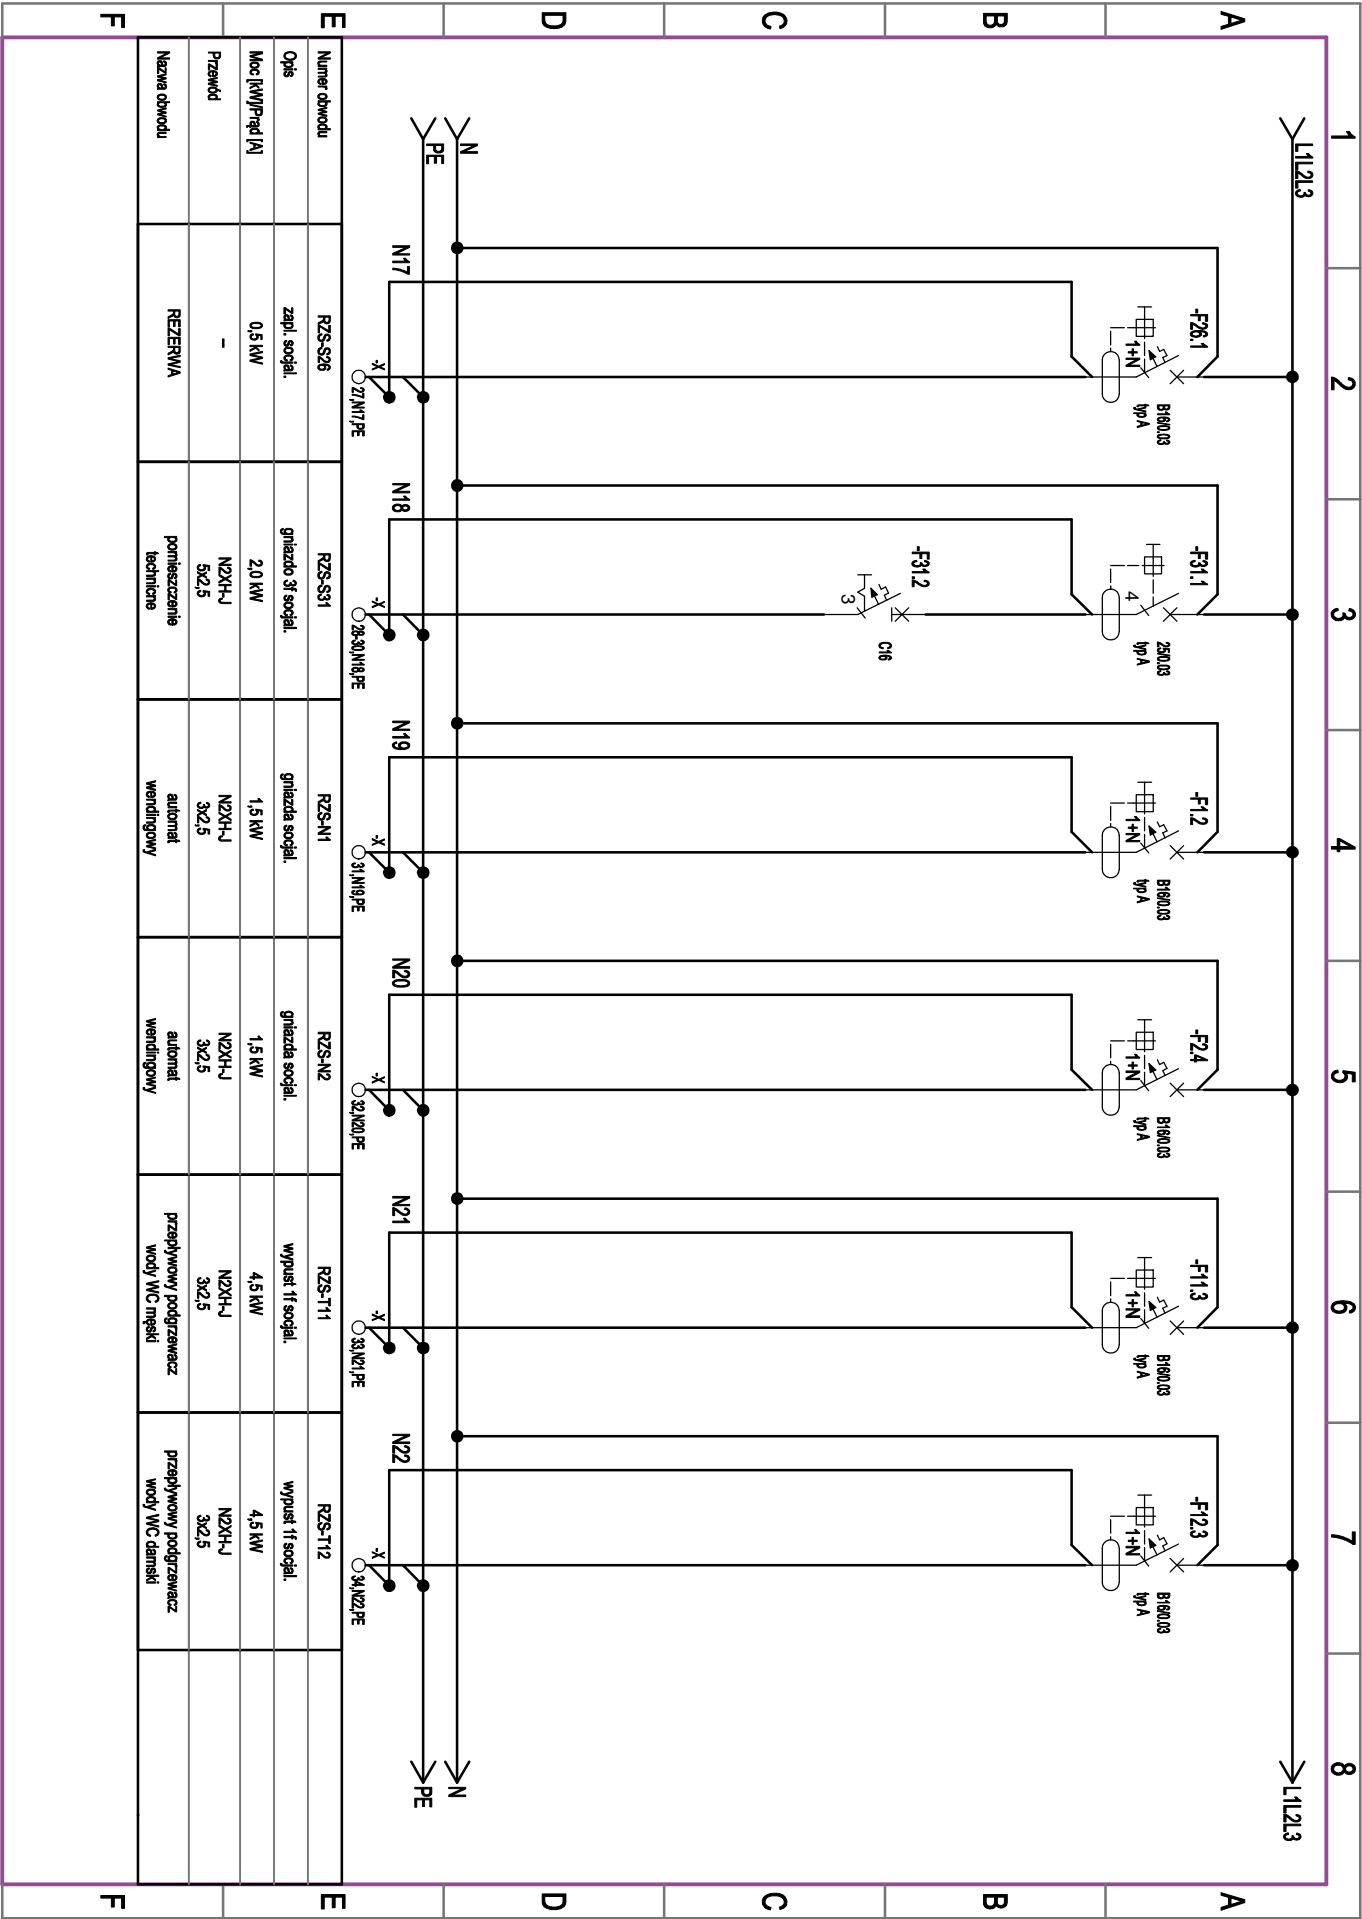 1
2
3
4
5
6
7
8
A
B
C
D
E
F
A
B
C
D
E
F
L1L2L3
L1L2L3
N
N
PE
PE
-F26.1
1+N
B16/0.03
typ A
N17
-X
27,N17,PE
-F31.1
4
25/0.03
typ A
-F31.2
3
C16
N18
-X
28-30,N18,PE
-F1.2
1+N
B16/0.03
typ A
N19
-X
31,N19,PE
-F2.4
1+N
B16/0.03
typ A
N20
-X
32,N20,PE
-F11.3
1+N
B16/0.03
typ A
N21
-X
33,N21,PE
-F12.3
1+N
B16/0.03
typ A
N22
-X
34,N22,PE
Numer obwodu
RZS-S26
RZS-S31
RZS-N1
RZS-N2
RZS-T11
RZS-T12
Opis
zapl. socjal.
gniazdo 3f socjal.
gniazda socjal.
gniazda socjal.
wypust 1f socjal.
wypust 1f socjal.
Moc [kW]/Prąd [A]
0,5 kW
2,0 kW
1,5 kW
1,5 kW
4,5 kW
4,5 kW
Przewód
-
N2XH-J
5x2,5
N2XH-J
3x2,5
N2XH-J
3x2,5
N2XH-J
3x2,5
N2XH-J
3x2,5
Nazwa obwodu
REZERWA
pomieszczenie
techniczne
automat
wendingowy
automat
wendingowy
przepływowy podgrzewacz
wody WC męski
przepływowy podgrzewacz
wody WC damski